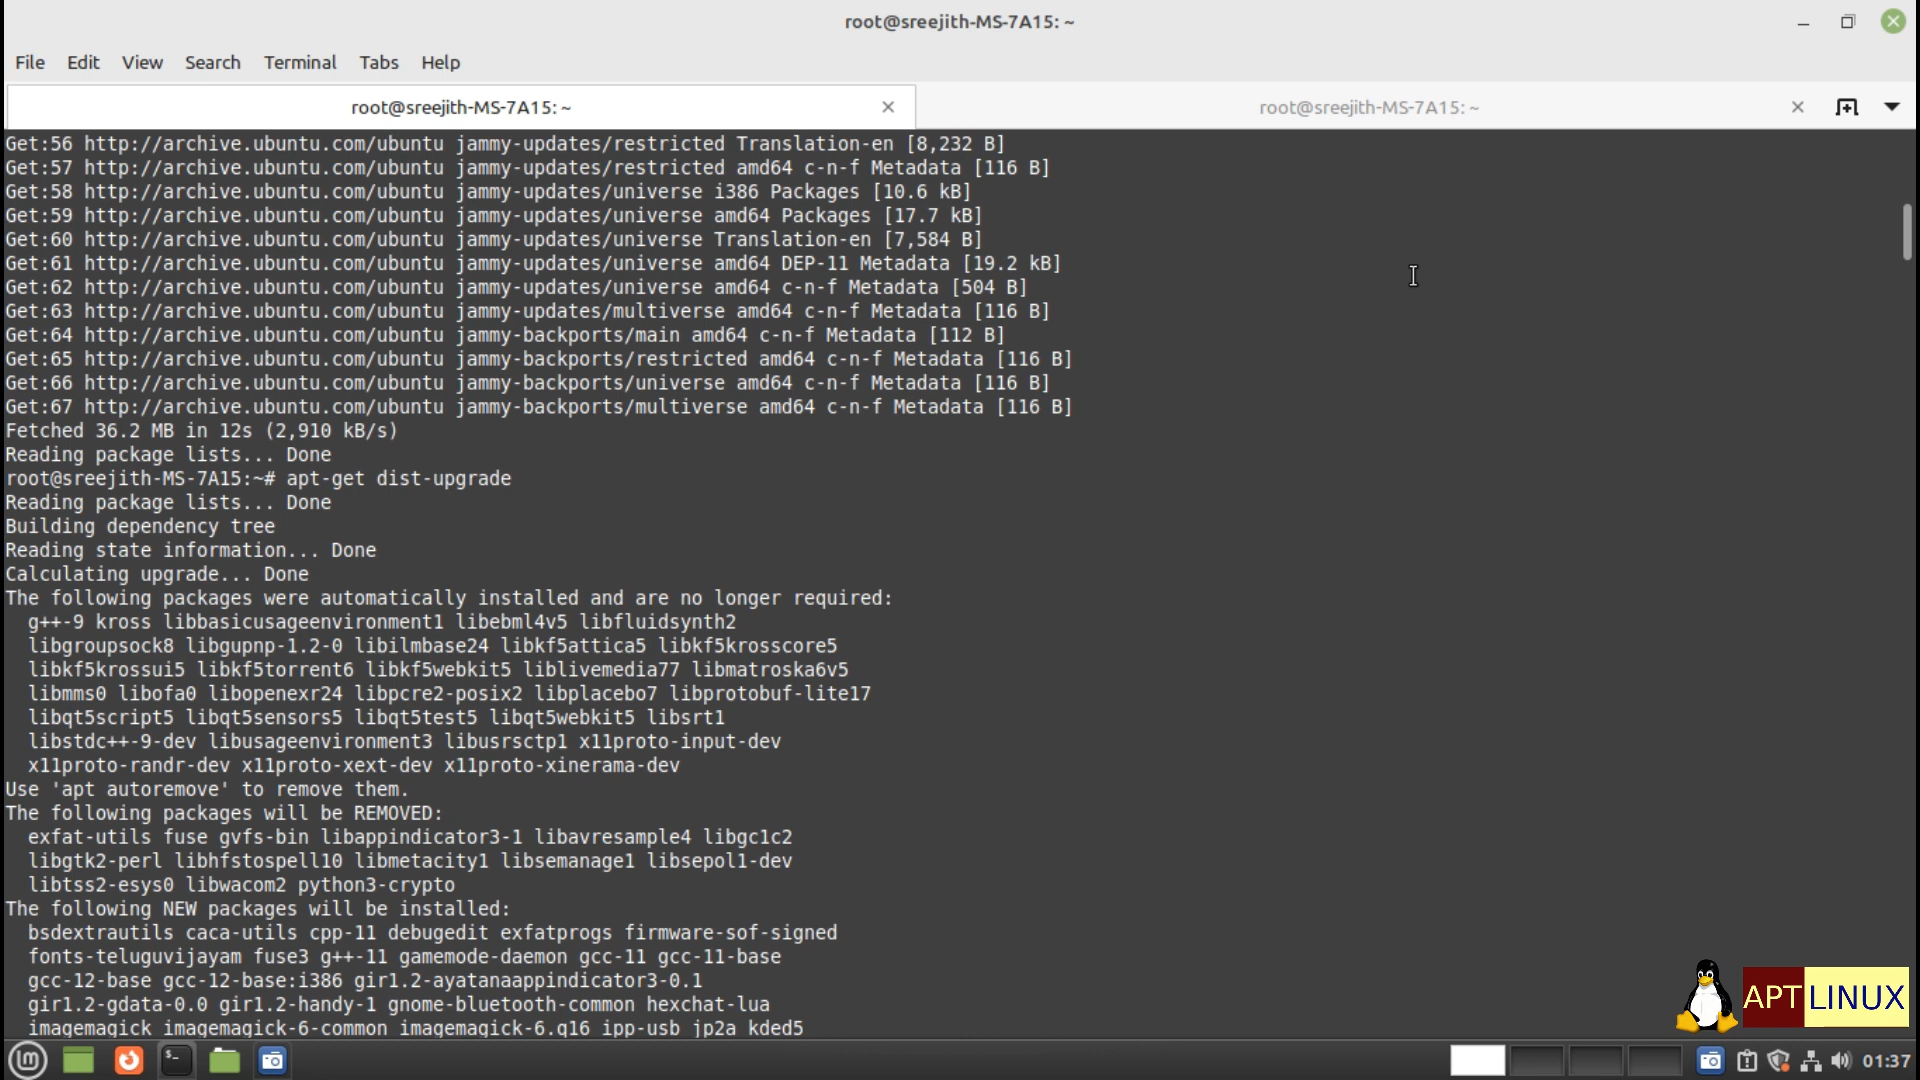 root@sreejith-MS-7A15: ~
File Edit View Search Terminal Tabs Help
root@sreejith-MS-7A15: ~
root@sreejith-MS-7A15: ~
Get:56 http://archive.ubuntu.com/ubuntu jammy-updates/restricted Translation-en [8,232 B]
Get:57 http://archive.ubuntu.com/ubuntu jammy-updates/restricted amd64 c-n-f Metadata [116 B]
Get:58 http://archive.ubuntu.com/ubuntu jammy-updates/universe i386 Packages [10.6 kB]
Get:59 http://archive.ubuntu.com/ubuntu jammy-updates/universe amd64 Packages [17.7 kB]
Get:60 http://archive.ubuntu.com/ubuntu jammy-updates/universe Translation-en [7,584 B]
Get:61 http://archive.ubuntu.com/ubuntu jammy-updates/universe amd64 DEP-11 Metadata [19.2 kB]
Get:62 http://archive.ubuntu.com/ubuntu jammy-updates/universe amd64 c-n-f Metadata [504 B]
Get:63 http://archive.ubuntu.com/ubuntu jammy-updates/multiverse amd64 c-n-f Metadata [116 B]
Get:64 http://archive.ubuntu.com/ubuntu jammy-backports/main amd64 c-n-f Metadata [112 B]
Get:65 http://archive.ubuntu.com/ubuntu jammy-backports/restricted amd64 c-n-f Metadata [116 B]
Get:66 http://archive.ubuntu.com/ubuntu jammy-backports/universe amd64 c-n-f Metadata [116 B]
Get:67 http://archive.ubuntu.com/ubuntu jammy-backports/multiverse amd64 c-n-f Metadata [116 B]
Fetched 36.2 MB in 12s (2,910 kB/s)
Reading package lists... Done
root@sreejith-MS-7A15:~# apt-get dist-upgrade
Reading package lists... Done
Building dependency tree
Reading state information... Done
Calculating upgrade... Done
The following packages were automatically installed and are no longer required:
g++-9 kross libbasicusageenvironment1 libebml4v5 libfluidsynth2
libgroupsock8 libgupnp-1.2-0 libilmbase24 libkf5attica5 libkf5krosscore5
libkf5krossui5 libkf5torrent6 libkf5webkit5 liblivemedia77 libmatroska6v5
libmms0 libofa0 libopenexr24 libpcre2-posix2 libplacebo7 libprotobuf-lite17
libqt5script5 libqt5sensors5 libqt5test5 libqt5webkit5 libsrt1
libstdc++-9-dev libusageenvironment3 libusrsctp1 x11proto-input-dev
x11proto-randr-dev x11proto-xext-dev x11proto-xinerama-dev
Use 'apt autoremove' to remove them.
The following packages will be REMOVED:
exfat-utils fuse gvfs-bin libappindicator3-1 libavresample4 libgc1c2
libgtk2-perl libhfstospell10 libmetacity1 libsemanage1 libsepol1-dev
libtss2-esys0 libwacom2 python3-crypto
The following NEW packages will be installed:
bsdextrautils caca-utils cpp-11 debugedit exfatprogs firmware-sof-signed
fonts-teluguvijayam fuse3 g++-11 gamemode-daemon gcc-11 gcc-11-base
gcc-12-base gcc-12-base:i386 gir1.2-ayatanaappindicator3-0.1
gir1.2-gdata-0.0 gir1.2-handy-1 gnome-bluetooth-common hexchat-lua
imagemagick imagemagick-6-common imagemagick-6.q16 ipp-usb jp2a kded5
APT LINUX
01:37